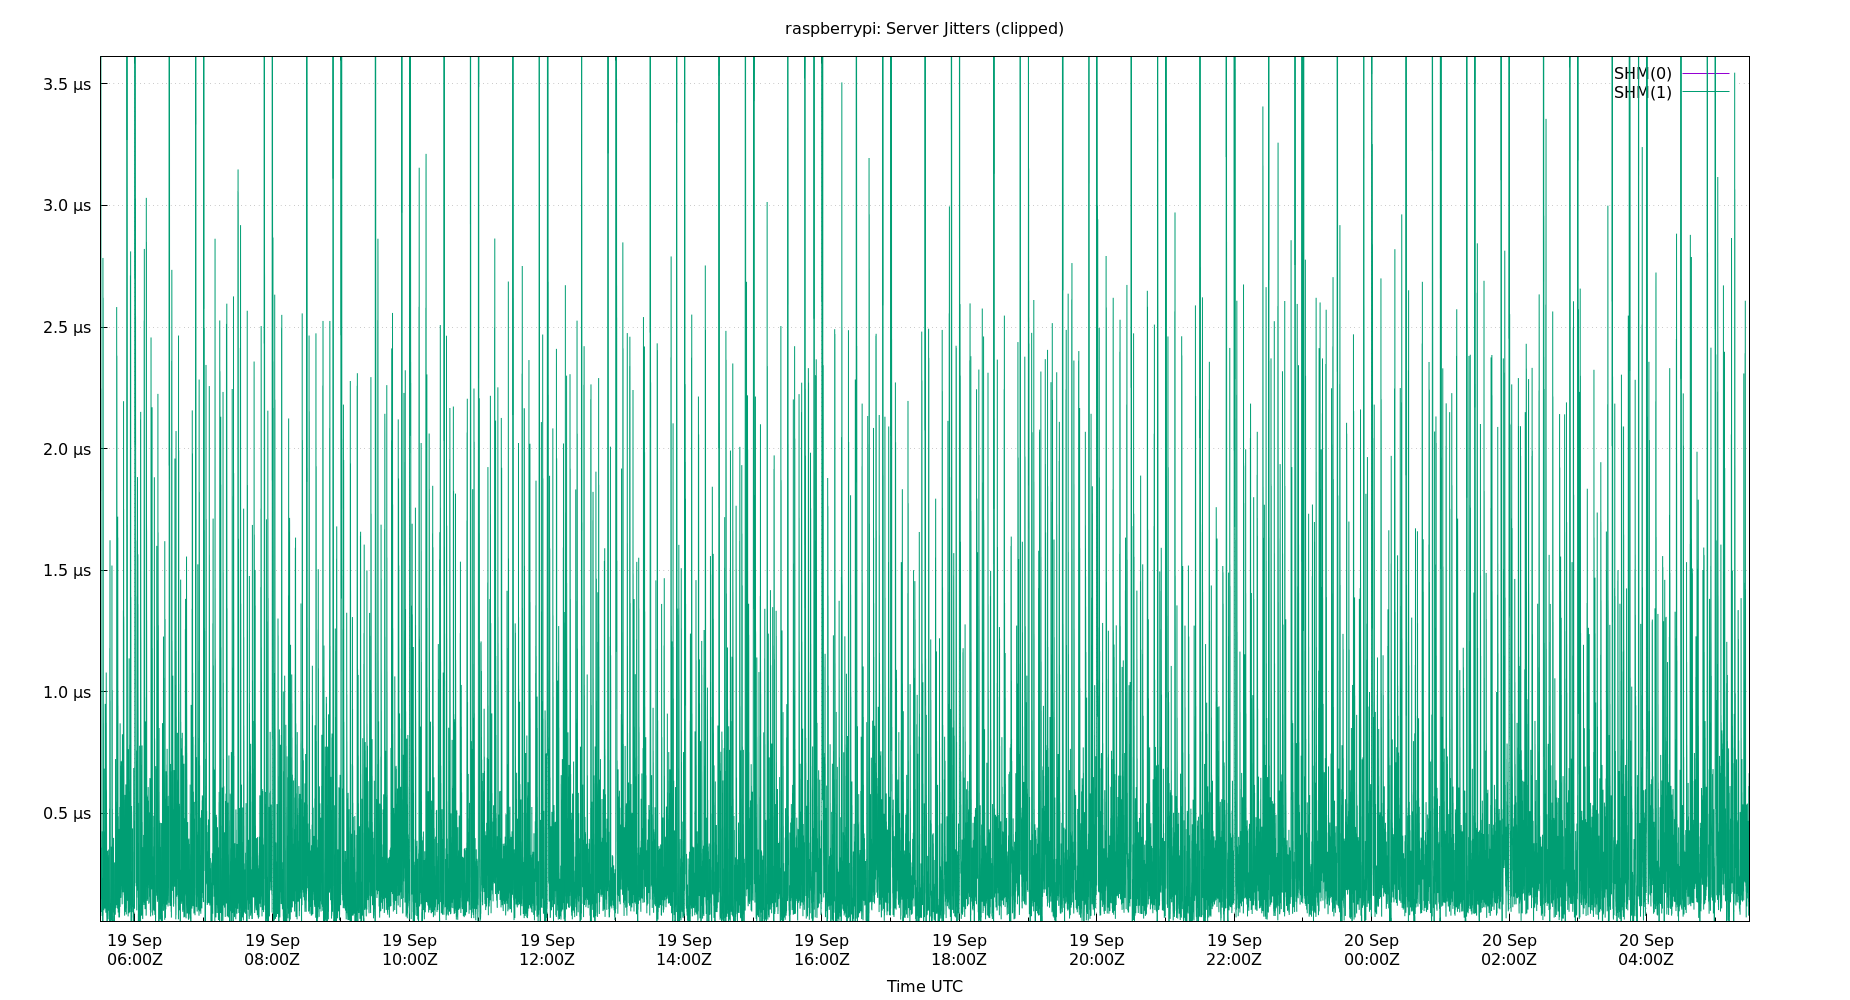 raspberrypi: Server Jitters (clipped)
SHM(0)
SHM(1)
3.5 µs
3.0 µs
2.5 µs
2.0 µs
1.5 µs
1.0 µs
0.5 µs
19 Sep 19 Sep 19 Sep 19 Sep 19 Sep 19 Sep 19 Sep 19 Sep 19 Sep 20 Sep 20 Sep 20 Sep
06:00Z 08:00Z 10:00Z 12:00Z 14:00Z 16:00Z 18:00Z 20:00Z 22:00Z 00:00Z 02:00Z 04:00Z
Time UTC